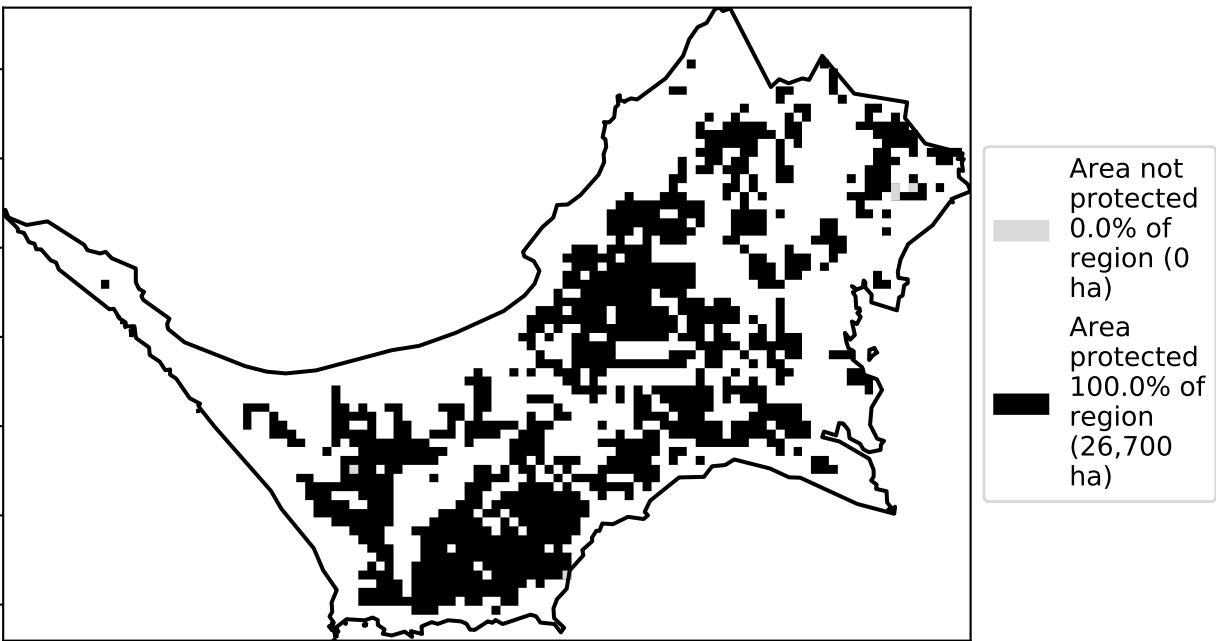 Area not
protected
0.0% of
region (0
ha)
Area
protected
100.0% of
region
(26,700
ha)